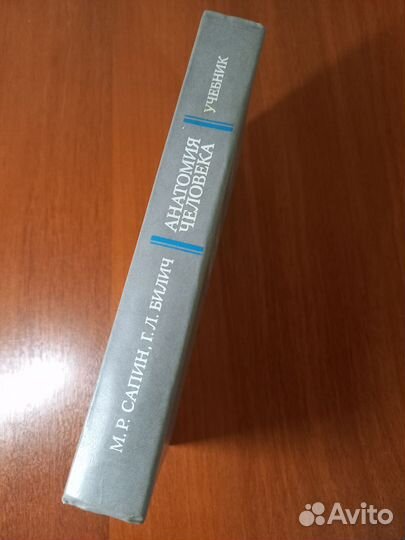 М. Р. САПИН, Г. Л. БИЛИЧ
АНАТОМИЯ
ЧЕЛОВЕКА
УЧЕБНИК
Avito